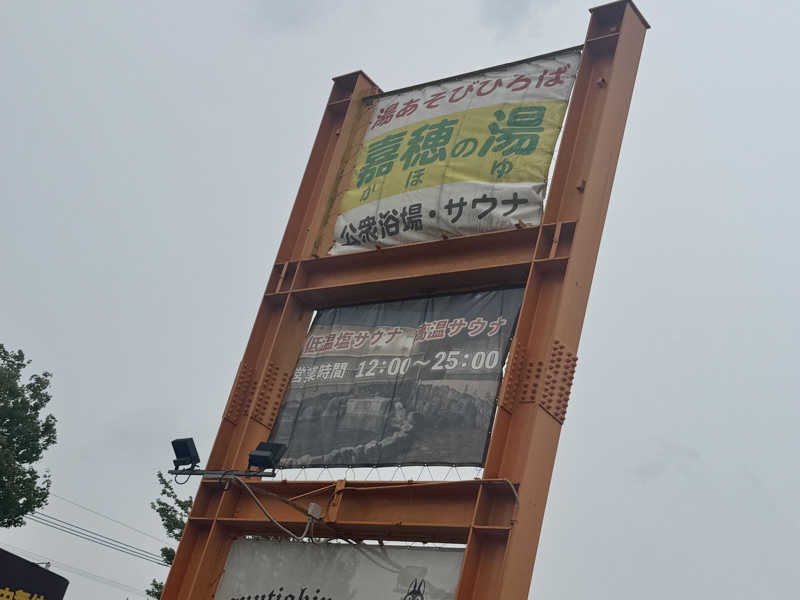 湯あそびひろば
嘉穂の湯
かほ ゆ
公衆浴場・サウナ
低温塩サウナ 高温サウナ
営業時間 12:00～25:00